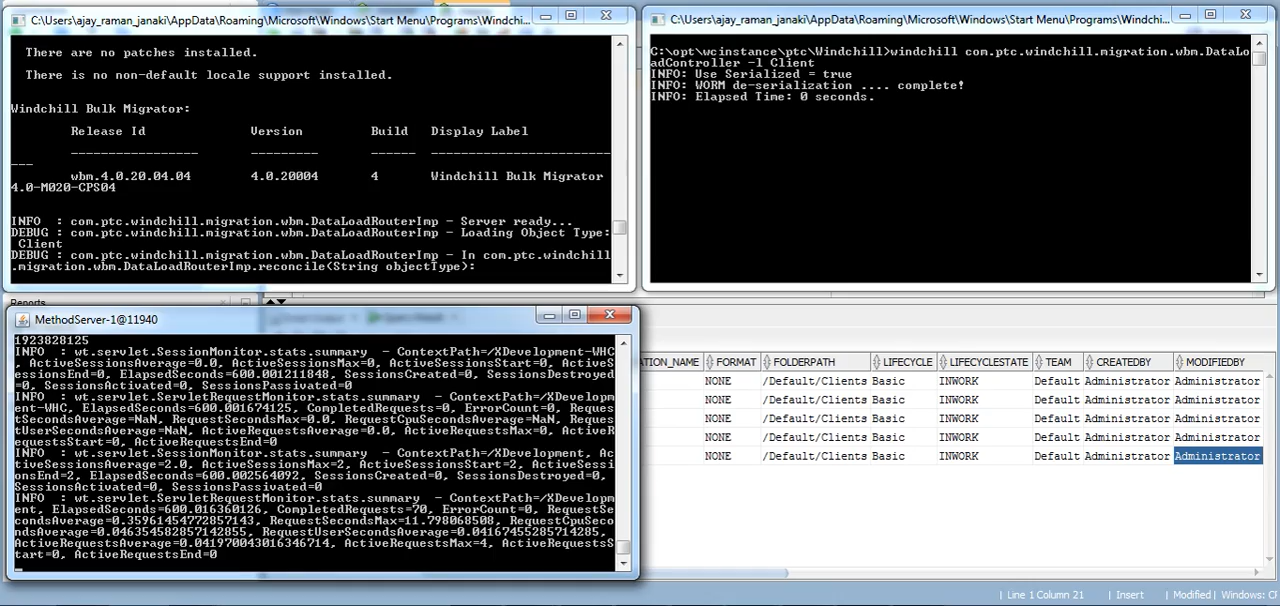 C:\Users\ajay_raman_janaki\AppData\Roaming\Microsoft\Windows\Start Menu\Programs\Windchi...
There are no patches installed.
There is no non-default locale support installed.
Windchill Bulk Migrator:
Release Id Version Build Display Label
----------------- --------- ------ ------------------------
---
wbm.4.0.20.04.04 4.0.20004 4 Windchill Bulk Migrator
4.0-M020-CPS04
INFO : com.ptc.windchill.migration.wbm.DataLoadRouterImp - Server ready...
DEBUG : com.ptc.windchill.migration.wbm.DataLoadRouterImp - Loading Object Type:
Client
DEBUG : com.ptc.windchill.migration.wbm.DataLoadRouterImp - In com.ptc.windchill
.migration.wbm.DataLoadRouterImp.reconcile(String objectType):
C:\Users\ajay_raman_janaki\AppData\Roaming\Microsoft\Windows\Start Menu\Programs\Windchi...
C:\opt\wcinstance\ptc\Windchill>windchill com.ptc.windchill.migration.wbm.DataLo
adController -l Client
INFO: Use Serialized = true
INFO: WORM de-serialization .... complete!
INFO: Elapsed Time: 0 seconds.
Reports
MethodServer-1@11940
1923828125
INFO : wt.servlet.SessionMonitor.stats.summary - ContextPath=/XDevelopment-WHC
, ActiveSessionsAverage=0.0, ActiveSessionsMax=0, ActiveSessionsStart=0, ActiveS
essionsEnd=0, ElapsedSeconds=600.001211848, SessionsCreated=0, SessionsDestroyed
=0, SessionsActivated=0, SessionsPassivated=0
INFO : wt.servlet.ServletRequestMonitor.stats.summary - ContextPath=/XDevelopm
ent-WHC, ElapsedSeconds=600.001674125, CompletedRequests=0, ErrorCount=0, Reques
tSecondsAverage=NaN, RequestSecondsMax=0.0, RequestCpuSecondsAverage=NaN, Reques
tUserSecondsAverage=NaN, ActiveRequestsAverage=0.0, ActiveRequestsMax=0, ActiveR
equestsStart=0, ActiveRequestsEnd=0
INFO : wt.servlet.SessionMonitor.stats.summary - ContextPath=/XDevelopment, Ac
tiveSessionsAverage=2.0, ActiveSessionsMax=2, ActiveSessionsStart=2, ActiveSessi
onsEnd=2, ElapsedSeconds=600.002564092, SessionsCreated=0, SessionsDestroyed=0,
SessionsActivated=0, SessionsPassivated=0
INFO : wt.servlet.ServletRequestMonitor.stats.summary - ContextPath=/XDevelopm
ent, ElapsedSeconds=600.016360126, CompletedRequests=70, ErrorCount=0, RequestSe
condsAverage=0.35961454772857143, RequestSecondsMax=11.798068508, RequestCpuSeco
ndsAverage=0.046354582857142855, RequestUserSecondsAverage=0.04167455285714285,
ActiveRequestsAverage=0.041970043016346714, ActiveRequestsMax=4, ActiveRequestsS
tart=0, ActiveRequestsEnd=0
ATION_NAME FORMAT FOLDERPATH LIFECYCLE LIFECYCLESTATE TEAM CREATEDBY MODIFIEDBY
NONE /Default/Clients Basic INWORK Default Administrator Administrator
NONE /Default/Clients Basic INWORK Default Administrator Administrator
NONE /Default/Clients Basic INWORK Default Administrator Administrator
NONE /Default/Clients Basic INWORK Default Administrator Administrator
NONE /Default/Clients Basic INWORK Default Administrator Administrator
| Line 1 Column 21 | Insert | Modified | Windows: CR